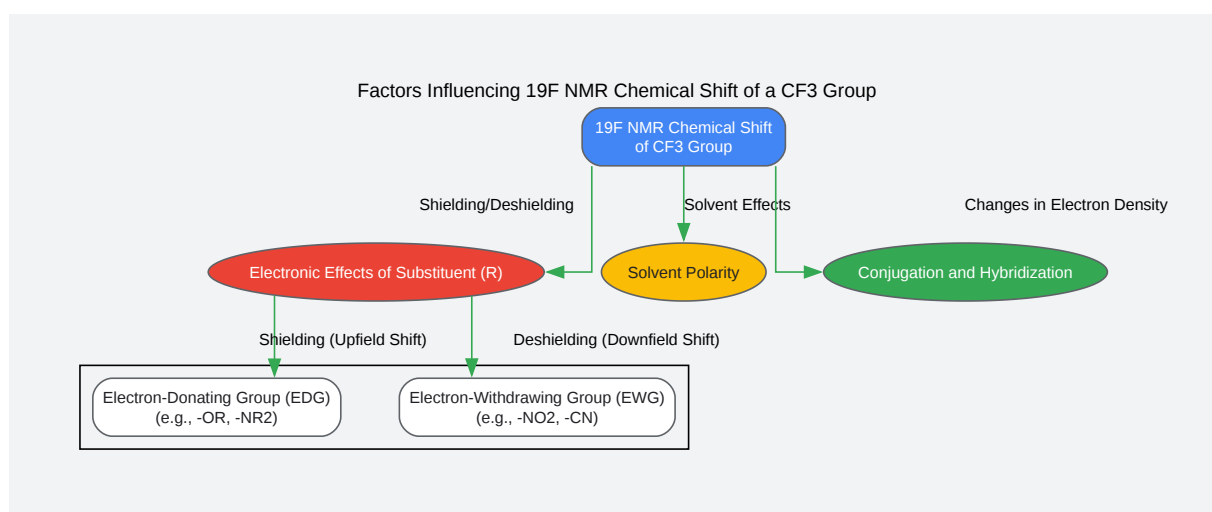 Factors Influencing 19F NMR Chemical Shift of a CF3 Group
19F NMR Chemical Shift
of CF3 Group
Shielding/Deshielding
Solvent Effects
Changes in Electron Density
Electronic Effects of Substituent (R)
Solvent Polarity
Conjugation and Hybridization
Shielding (Upfield Shift)
Deshielding (Downfield Shift)
Electron-Donating Group (EDG)
(e.g., -OR, -NR2)
Electron-Withdrawing Group (EWG)
(e.g., -NO2, -CN)